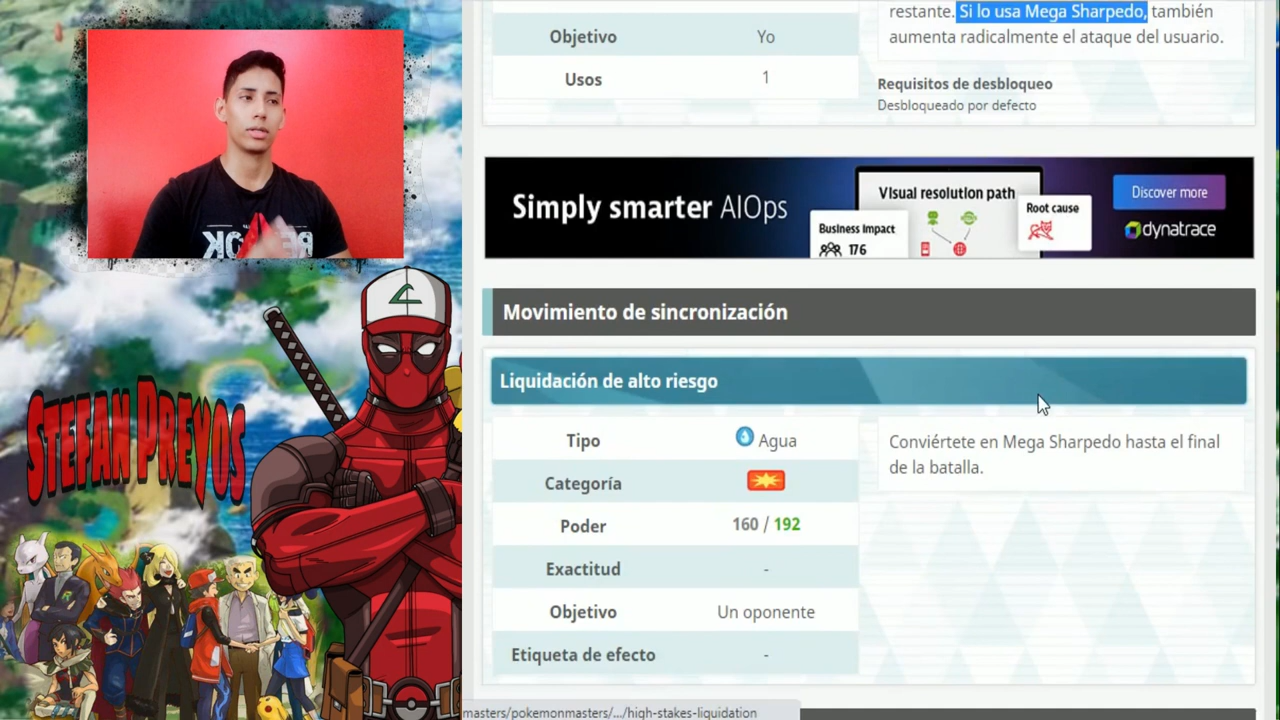 restante. Si lo usa Mega Sharpedo, también
aumenta radicalmente el ataque del usuario.
Objetivo Yo
Usos 1
Requisitos de desbloqueo
Desbloqueado por defecto
Simply smarter AIOps
Visual resolution path
Business impact
176
Root cause
Discover more
dynatrace
Movimiento de sincronización
Liquidación de alto riesgo
Tipo Agua
Categoría
Poder 160 / 192
Exactitud -
Objetivo Un oponente
Etiqueta de efecto -
Conviértete en Mega Sharpedo hasta el final
de la batalla.
STEFAN PREYOS
masters/pokemonmasters/.../high-stakes-liquidation